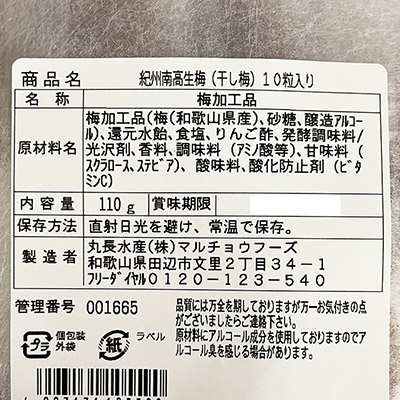 商品名 紀州南高生梅(干し梅)10粒入り
名称 梅加工品
原材料名 梅加工品(梅(和歌山県産)、砂糖、醸造アルコー
ル)、還元水飴、食塩、りんご酢、発酵調味料/
光沢剤、香料、調味料(アミノ酸等)、甘味料(
スクラロース、ステビア)、酸味料、酸化防止剤(ビタ
ミンC)
内容量 110g 賞味期限
保存方法 直射日光を避け、常温で保存。
製造者 丸長水産(株)マルチョウフーズ
和歌山県田辺市文里2丁目34-1
フリーダイヤル0120-123-540
管理番号 001665
プラ 個包装
外袋
紙 ラベル
品質には万全を期しておりますが万一お気付きの点
がございましたらご連絡下さい。
原材料にアルコール成分を使用しておりますのでア
ルコール臭を感じる場合があります。